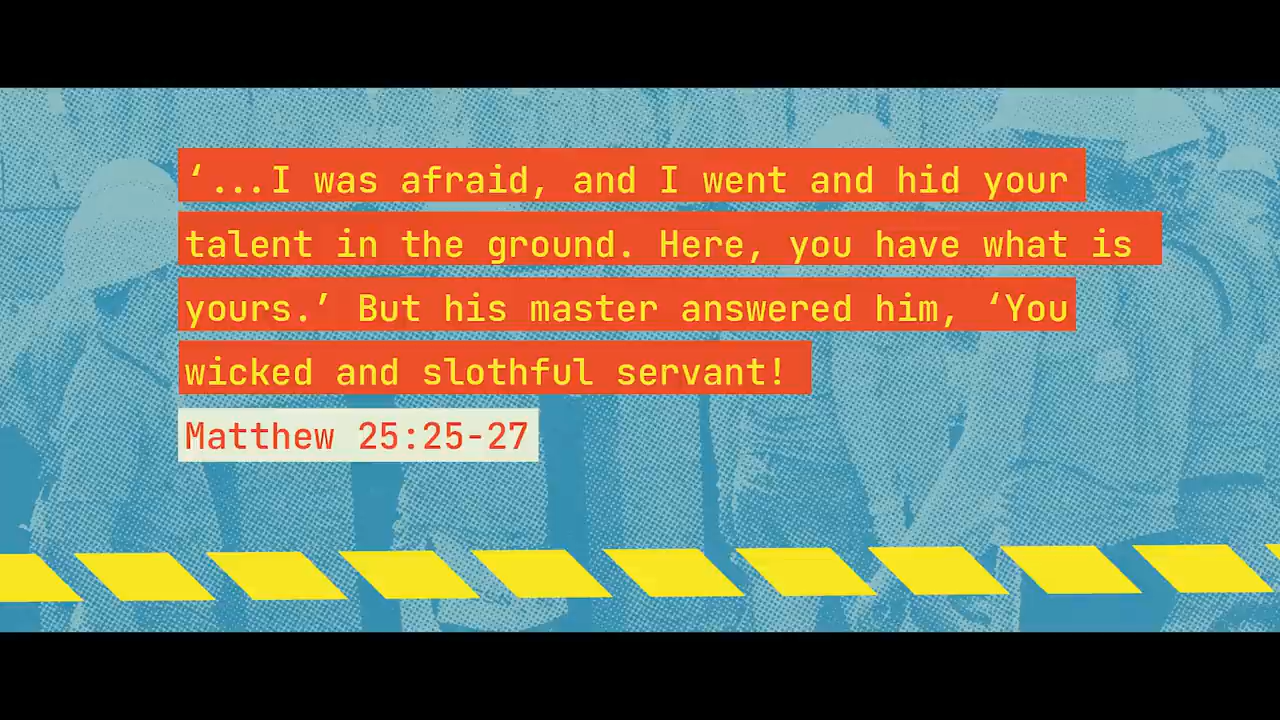 ‘...I was afraid, and I went and hid your
talent in the ground. Here, you have what is
yours.’ But his master answered him, ‘You
wicked and slothful servant!
Matthew 25:25-27